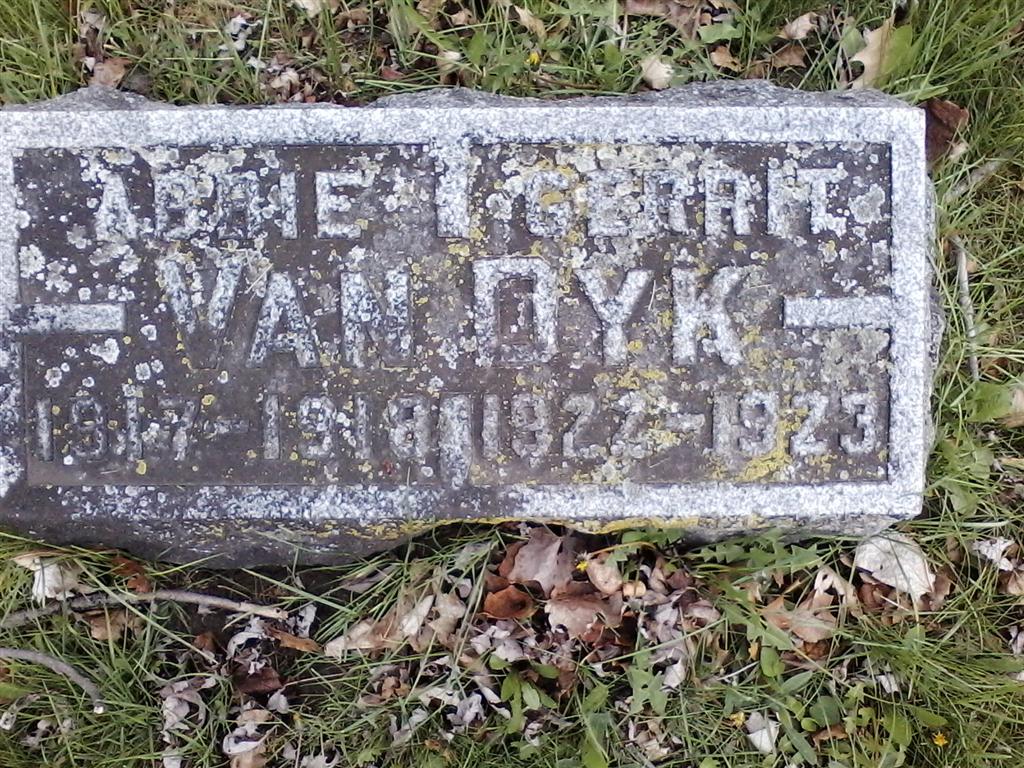 ABBIE GERRIT
VAN DYK
1917-1918 1922-1923